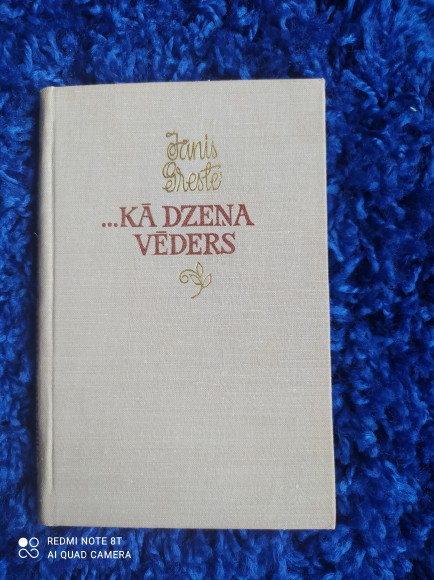 Jānis
Greste
...KĀ DZENA
VĒDERS
REDMI NOTE 8T
AI QUAD CAMERA